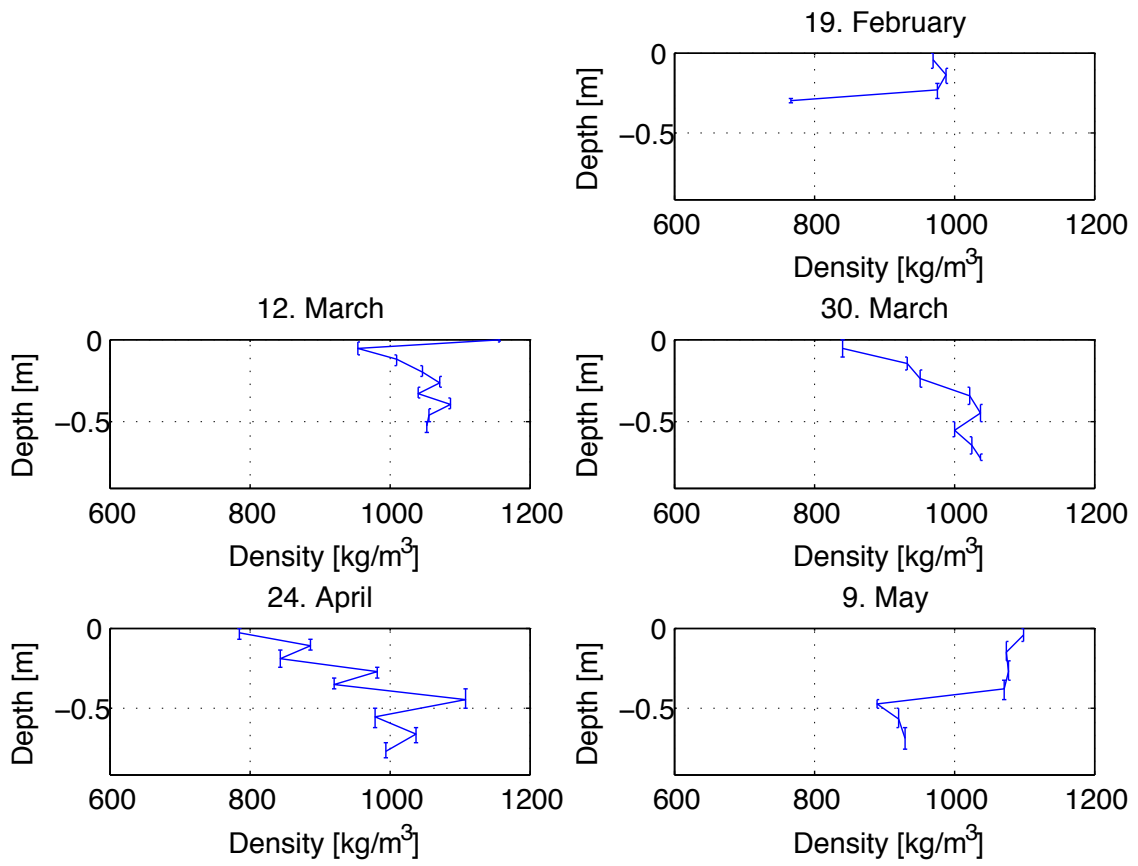 19. February
0
−0.5
Depth [m]
600 800 1000 1200
Density [kg/m³]
12. March
0
−0.5
Depth [m]
600 800 1000 1200
Density [kg/m³]
30. March
0
−0.5
Depth [m]
600 800 1000 1200
Density [kg/m³]
24. April
0
−0.5
Depth [m]
600 800 1000 1200
Density [kg/m³]
9. May
0
−0.5
Depth [m]
600 800 1000 1200
Density [kg/m³]